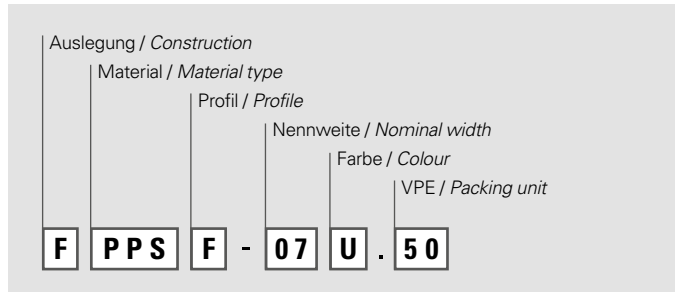 Auslegung / Construction
Material / Material type
Profil / Profile
Nennweite / Nominal width
Farbe / Colour
VPE / Packing unit
F PPS F - 07 U . 50